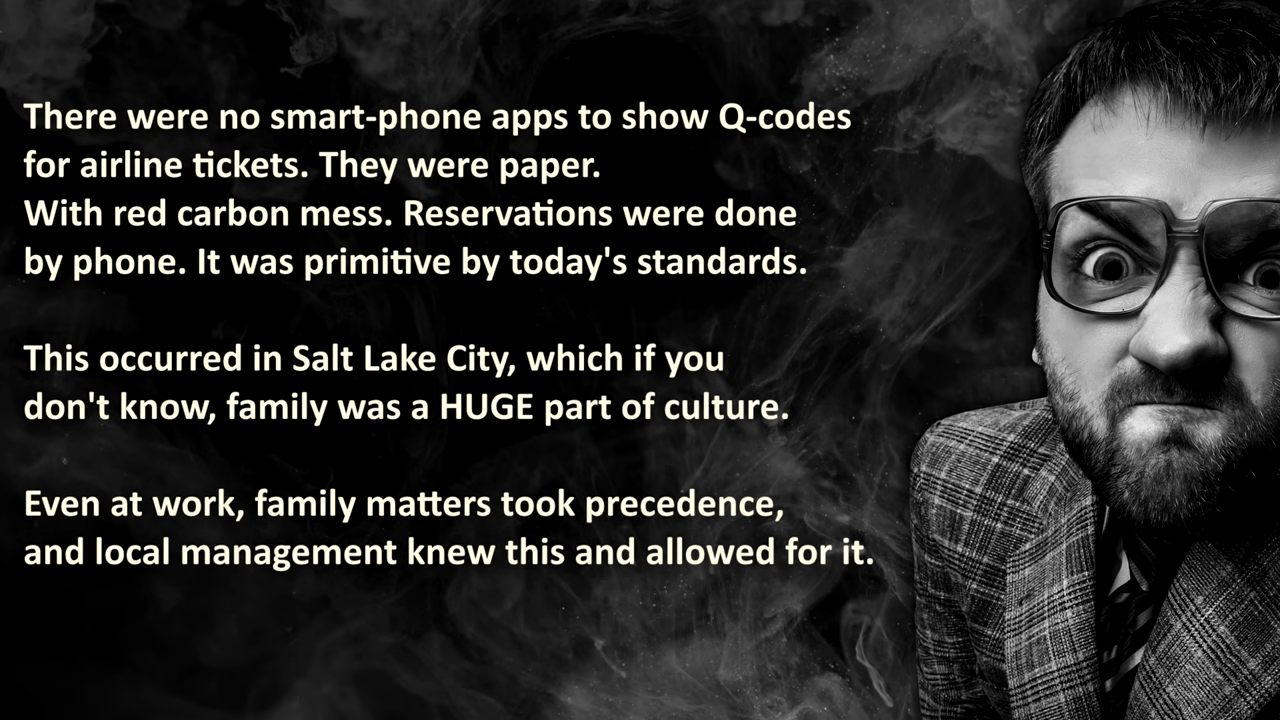 There were no smart-phone apps to show Q-codes
for airline tickets. They were paper.
With red carbon mess. Reservations were done
by phone. It was primitive by today's standards.
This occurred in Salt Lake City, which if you
don't know, family was a HUGE part of culture.
Even at work, family matters took precedence,
and local management knew this and allowed for it.